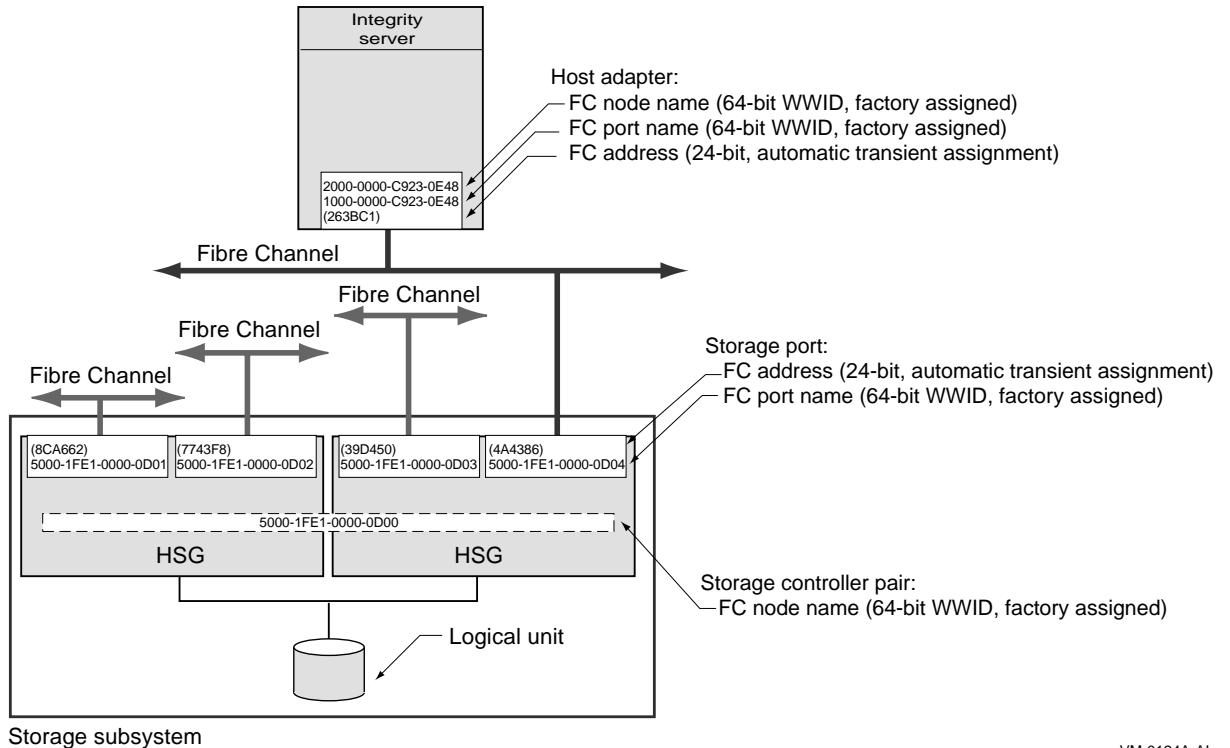 Integrity
server
Host adapter:
FC node name (64-bit WWID, factory assigned)
FC port name (64-bit WWID, factory assigned)
FC address (24-bit, automatic transient assignment)
2000-0000-C923-0E48
1000-0000-C923-0E48
(263BC1)
Fibre Channel
Fibre Channel
Fibre Channel
Fibre Channel
Storage port:
FC address (24-bit, automatic transient assignment)
FC port name (64-bit WWID, factory assigned)
(8CA662)
5000-1FE1-0000-0D01
(7743F8)
5000-1FE1-0000-0D02
(39D450)
5000-1FE1-0000-0D03
(4A4386)
5000-1FE1-0000-0D04
5000-1FE1-0000-0D00
HSG
HSG
Storage controller pair:
FC node name (64-bit WWID, factory assigned)
Logical unit
Storage subsystem